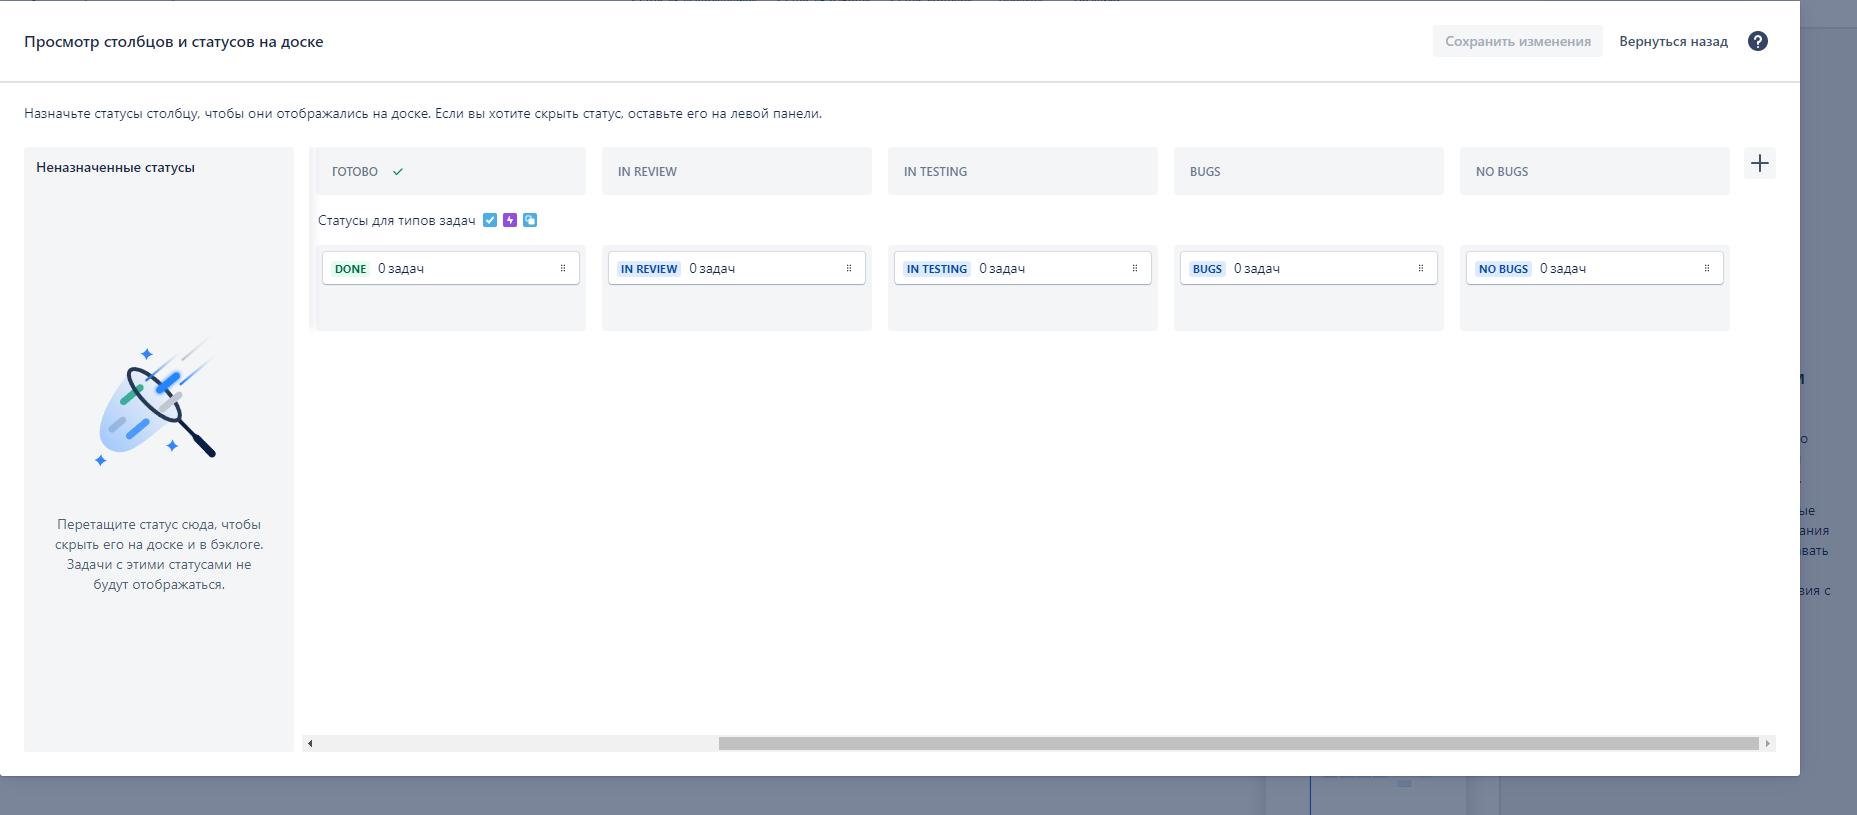 Просмотр столбцов и статусов на доске
Сохранить изменения
Вернуться назад
?
Назначьте статусы столбцу, чтобы они отображались на доске. Если вы хотите скрыть статус, оставьте его на левой панели.
Неназначенные статусы
ГОТОВО
IN REVIEW
IN TESTING
BUGS
NO BUGS
Статусы для типов задач
DONE 0 задач
IN REVIEW 0 задач
IN TESTING 0 задач
BUGS 0 задач
NO BUGS 0 задач
Перетащите статус сюда, чтобы
скрыть его на доске и в бэклоге.
Задачи с этими статусами не
будут отображаться.